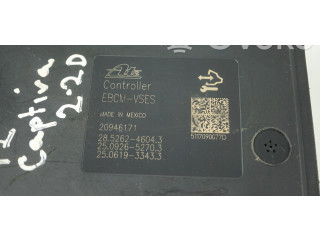 Ate
Controller
EBCM-VSES
MADE IN MEXICO
20946171
28.5262-4604.3
25.0926-5270.3
25.0619-3343.3
Captiva
2.2D